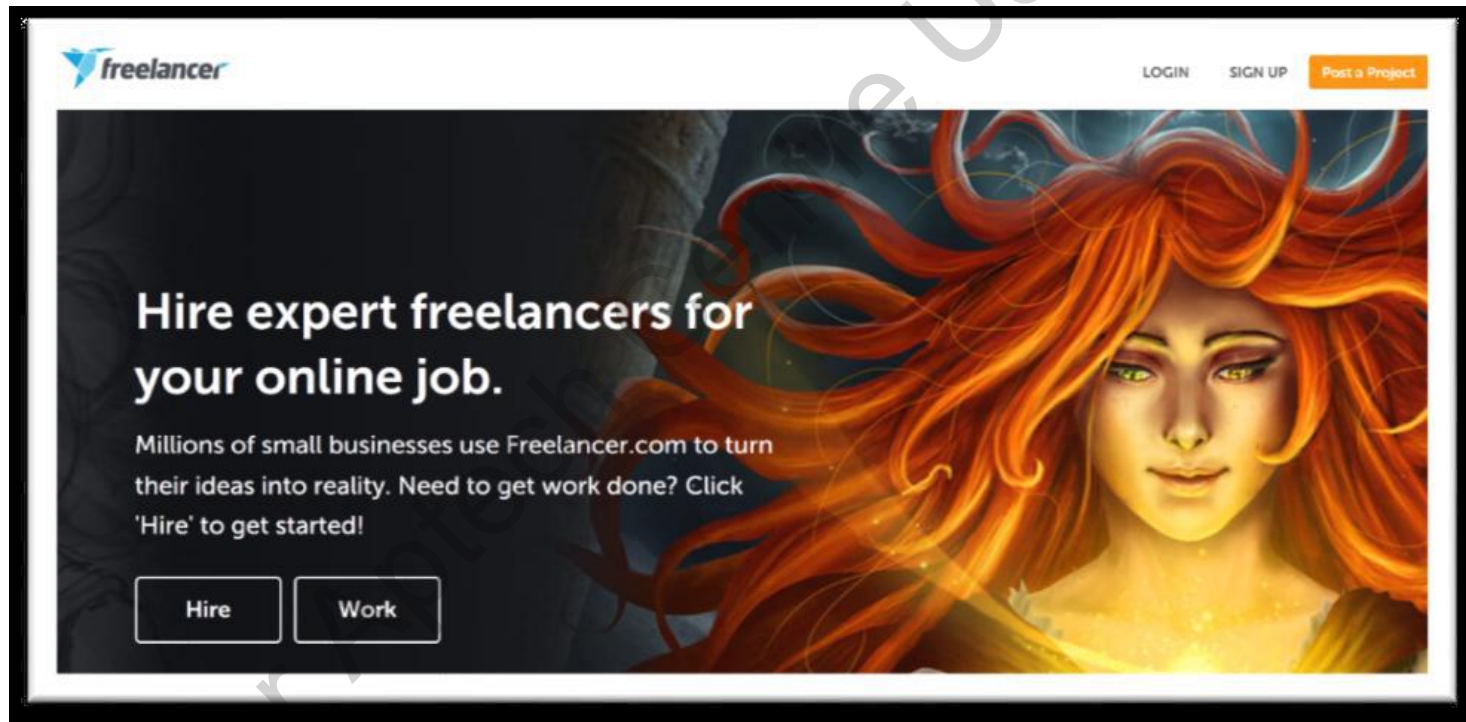 freelancer
LOGIN SIGN UP Post a Project
Hire expert freelancers for
your online job.
Millions of small businesses use Freelancer.com to turn
their ideas into reality. Need to get work done? Click
'Hire' to get started!
Hire Work